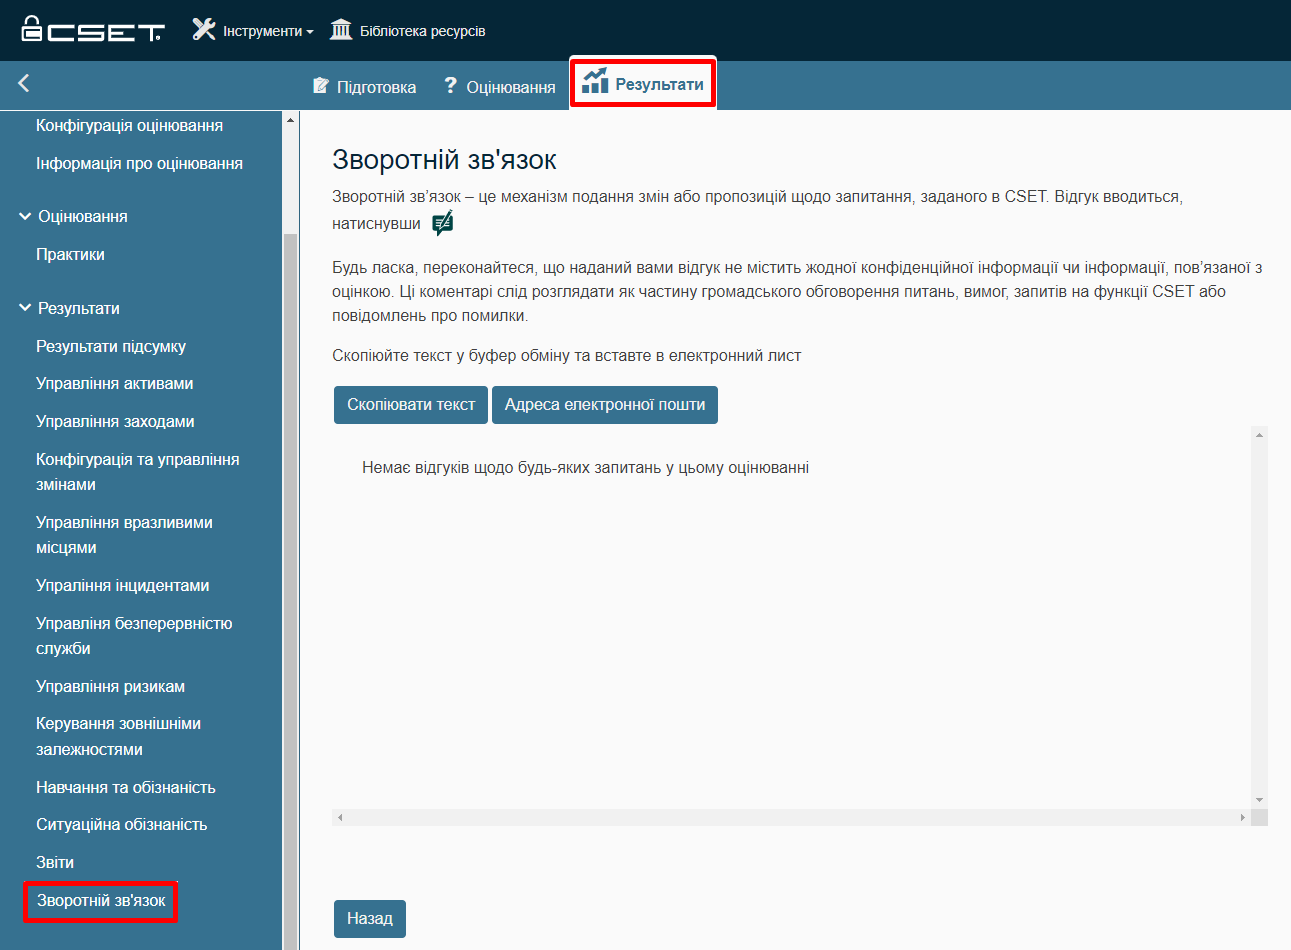 CSET
Інструменти
Бібліотека ресурсів
Підготовка
? Оцінювання
Результати
Конфігурація оцінювання
Інформація про оцінювання
Оцінювання
Практики
Результати
Результати підсумку
Управління активами
Управління заходами
Конфігурація та управління
змінами
Управління вразливими
місцями
Упраління інцидентами
Управліня безперервністю
служби
Управління ризикам
Керування зовнішніми
залежностями
Навчання та обізнаність
Ситуаційна обізнаність
Звіти
Зворотній зв'язок
Зворотній зв'язок
Зворотній зв’язок – це механізм подання змін або пропозицій щодо запитання, заданого в CSET. Відгук вводиться,
натиснувши
Будь ласка, переконайтеся, що наданий вами відгук не містить жодної конфіденційної інформації чи інформації, пов’язаної з
оцінкою. Ці коментарі слід розглядати як частину громадського обговорення питань, вимог, запитів на функції CSET або
повідомлень про помилки.
Скопіюйте текст у буфер обміну та вставте в електронний лист
Скопіювати текст
Адреса електронної пошти
Немає відгуків щодо будь-яких запитань у цьому оцінюванні
Назад